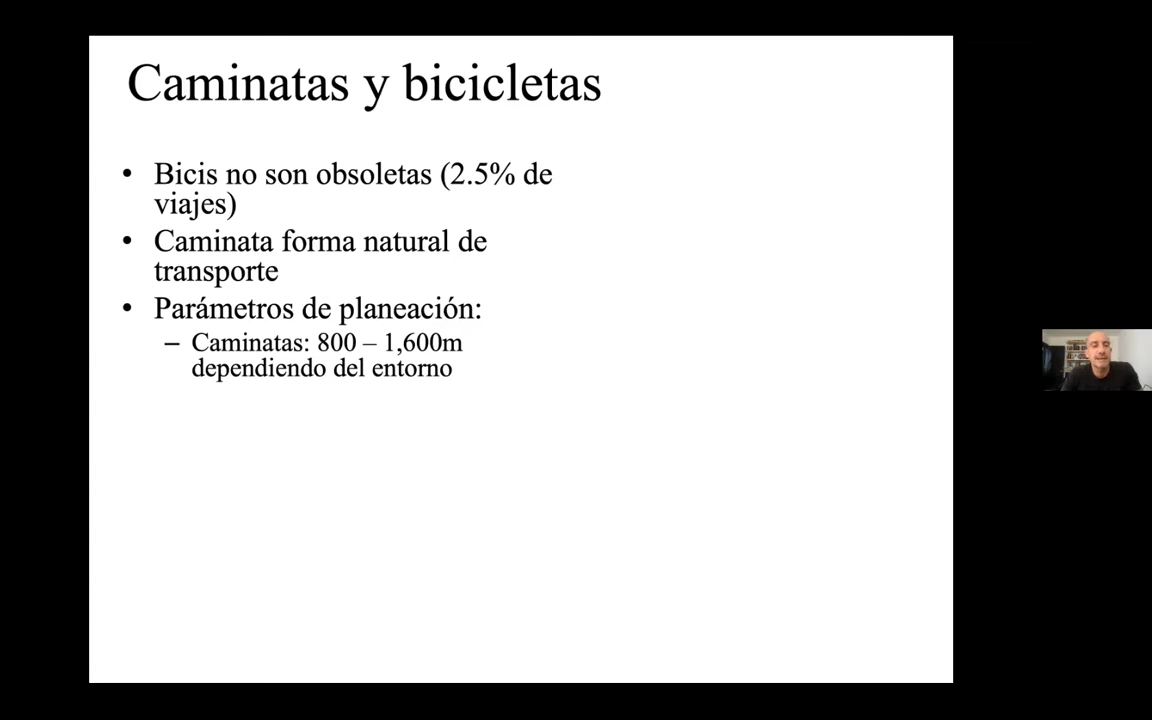 Caminatas y bicicletas
• Bicis no son obsoletas (2.5% de
viajes)
• Caminata forma natural de
transporte
• Parámetros de planeación:
– Caminatas: 800 – 1,600m
dependiendo del entorno